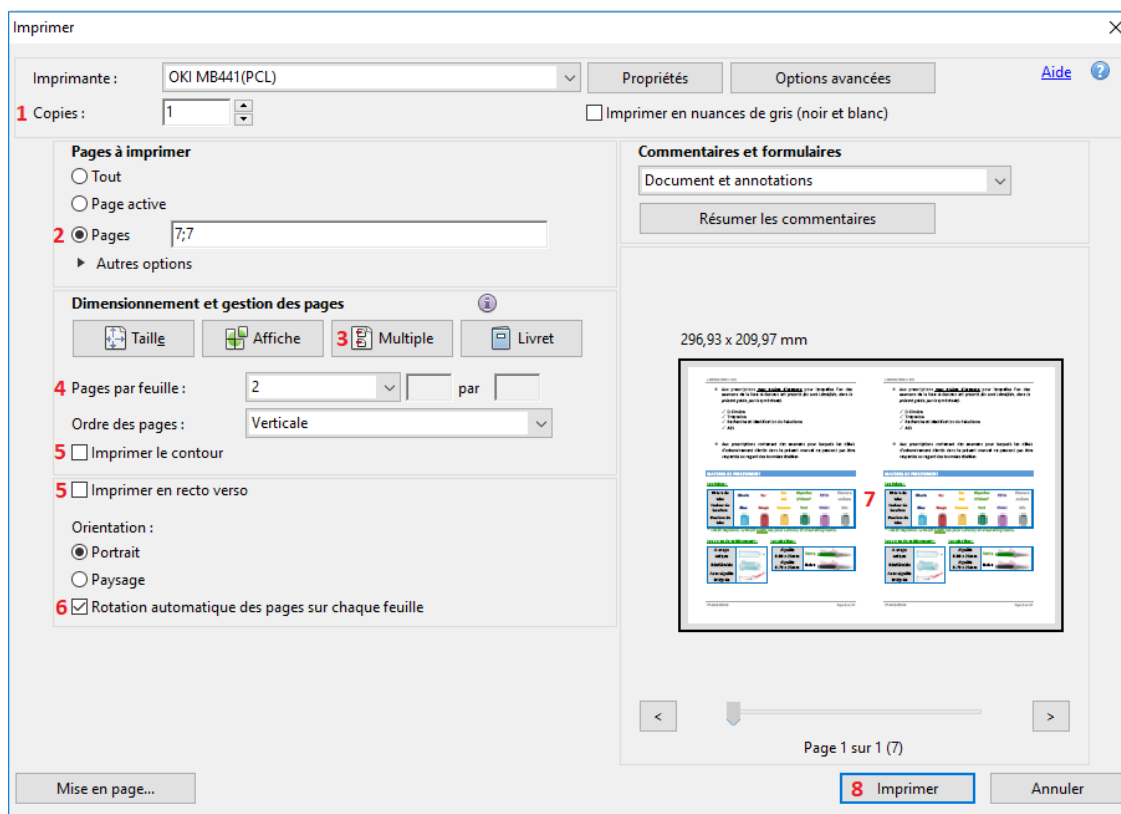 Imprimer
Imprimante : OKI MB441(PCL) Propriétés Options avancées Aide ?
1 Copies : 1 Imprimer en nuances de gris (noir et blanc)
Pages à imprimer
Tout
Page active
2 Pages 7;7
Autres options
Dimensionnement et gestion des pages i
Taille Affiche 3 Multiple Livret
4 Pages par feuille : 2 par
Ordre des pages : Verticale
5 Imprimer le contour
5 Imprimer en recto verso
Orientation :
Portrait
Paysage
6 Rotation automatique des pages sur chaque feuille
Commentaires et formulaires
Document et annotations
Résumer les commentaires
296,93 x 209,97 mm
7
< >
Page 1 sur 1 (7)
Mise en page... 8 Imprimer Annuler